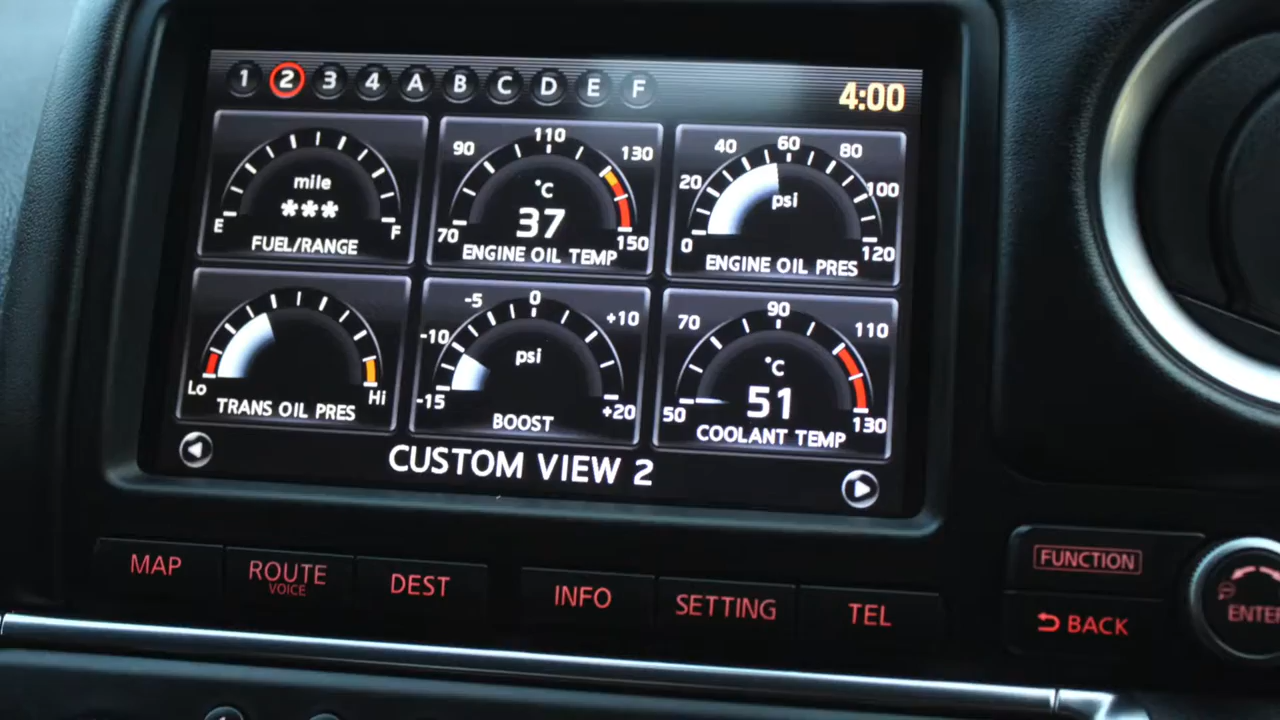 1 2 3 4 A B C D E F
4:00
mile
***
E F
FUEL/RANGE
90 110 130
°C
37
70 150
ENGINE OIL TEMP
20 40 60 80 100
psi
0 120
ENGINE OIL PRES
Lo Hi
TRANS OIL PRES
-10 -5 0 +10
psi
-15 +20
BOOST
70 90 110
°C
51
50 130
COOLANT TEMP
CUSTOM VIEW 2
MAP
ROUTE
VOICE
DEST
INFO
SETTING
TEL
FUNCTION
BACK
ENTER